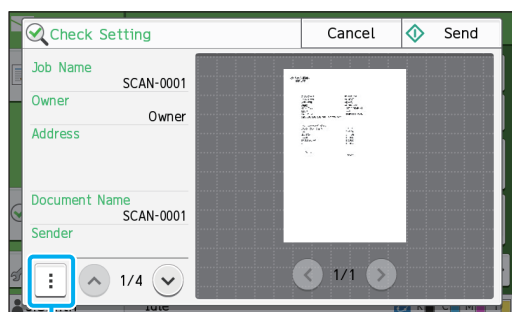 Check Setting
Cancel
Send
Job Name
SCAN-0001
Owner
Owner
Address
Document Name
SCAN-0001
Sender
1/4
1/1
Idle